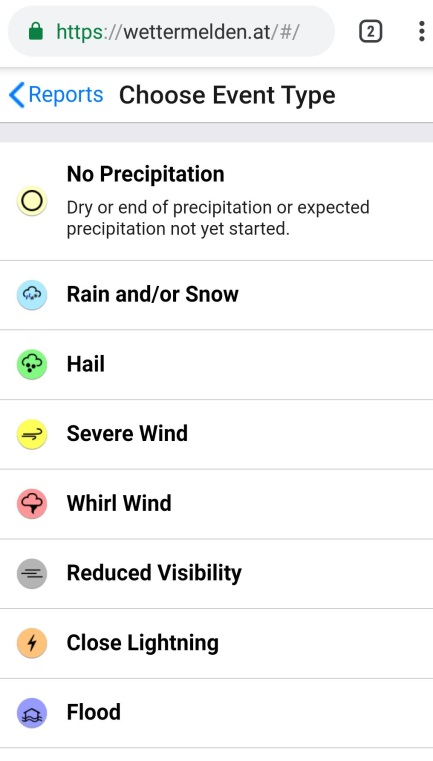 https://wettermelden.at/#/
2
Reports Choose Event Type
No Precipitation
Dry or end of precipitation or expected
precipitation not yet started.
Rain and/or Snow
Hail
Severe Wind
Whirl Wind
Reduced Visibility
Close Lightning
Flood